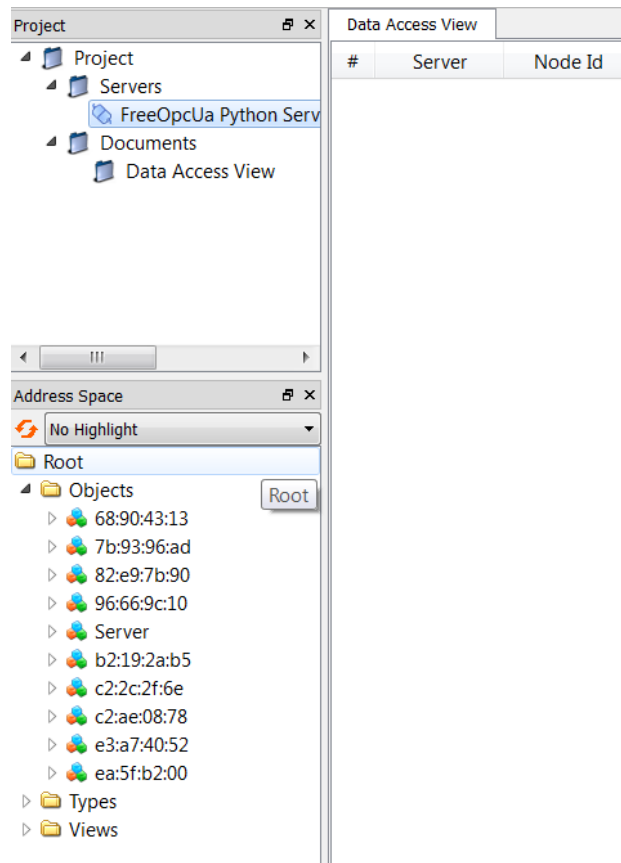 Project
Project
Servers
FreeOpcUa Python Serv
Documents
Data Access View
Address Space
No Highlight
Root
Objects
Root
68:90:43:13
7b:93:96:ad
82:e9:7b:90
96:66:9c:10
Server
b2:19:2a:b5
c2:2c:2f:6e
c2:ae:08:78
e3:a7:40:52
ea:5f:b2:00
Types
Views
Data Access View
# Server Node Id